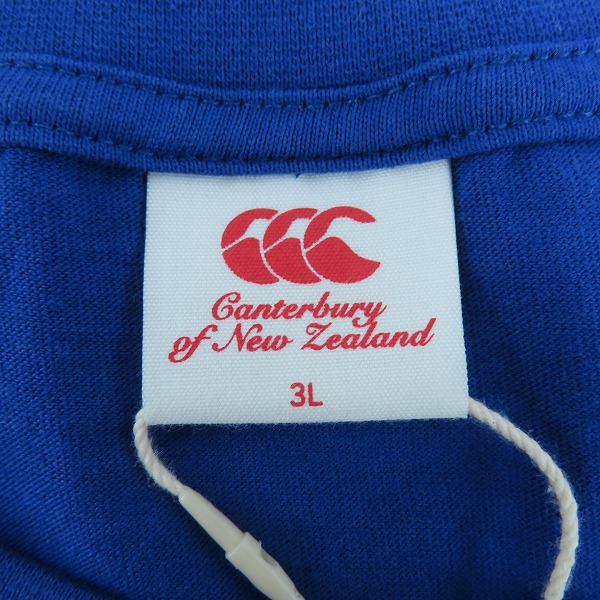 Canterbury
of New Zealand
3L